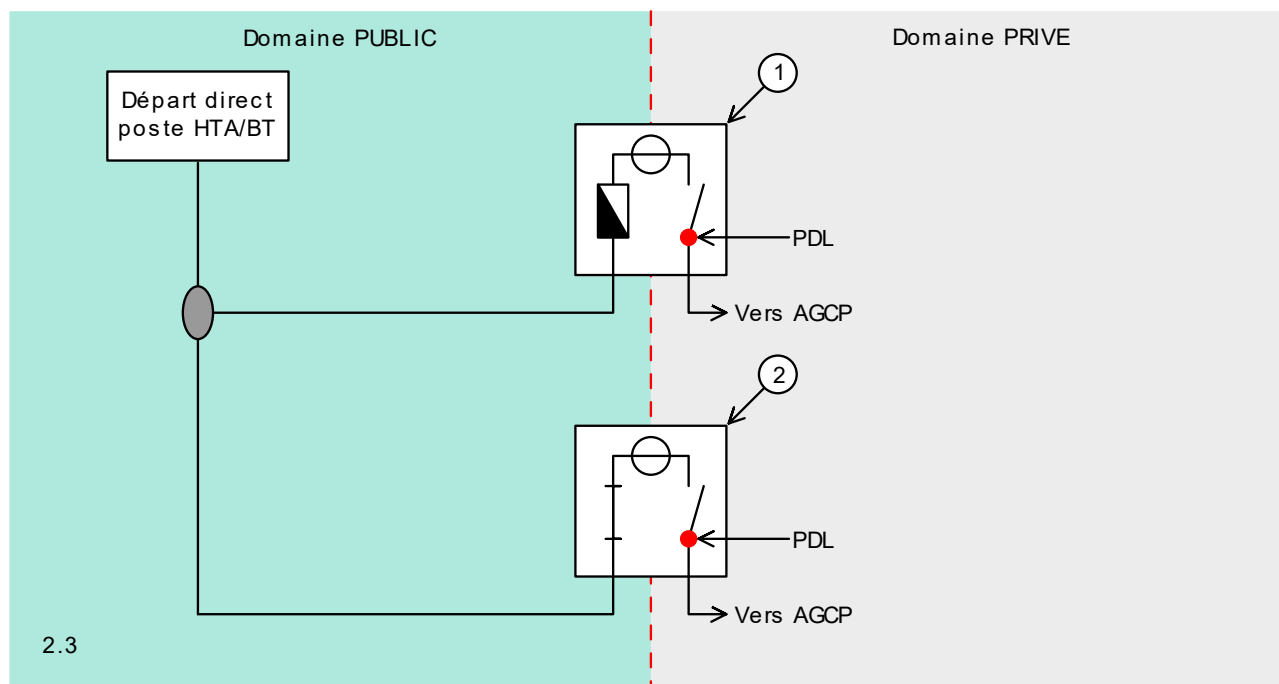 Domaine PUBLIC
Domaine PRIVE
Départ direct
poste HTA/BT
1
PDL
Vers AGCP
2
PDL
Vers AGCP
2.3